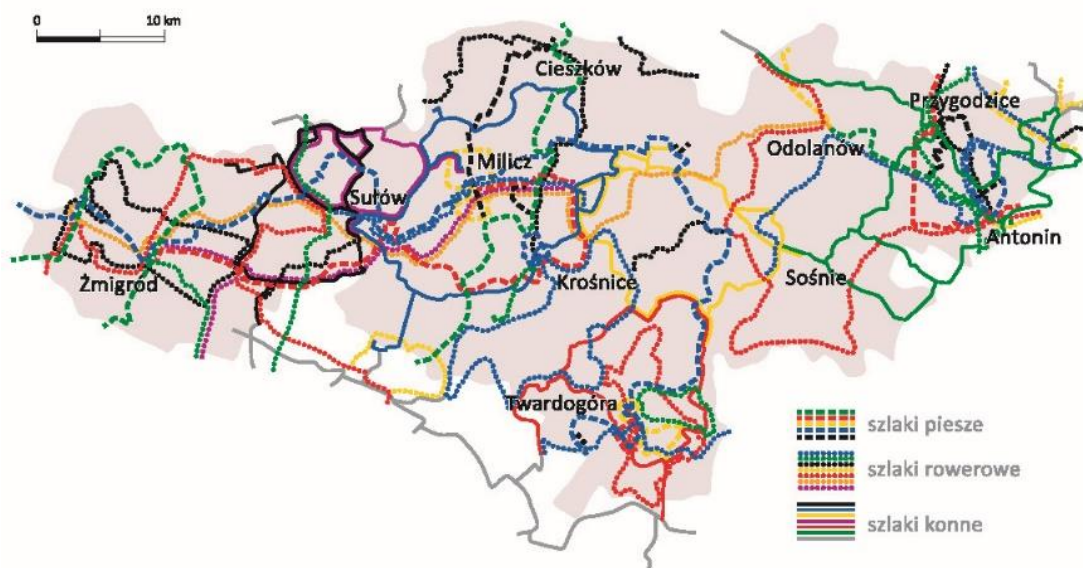 0 10 km
Cieszków
Przygodzice
Odolanów
Milicz
Sułów
Antonin
Krośnice
Sośnie
Żmigród
Twardogóra
szlaki piesze
szlaki rowerowe
szlaki konne